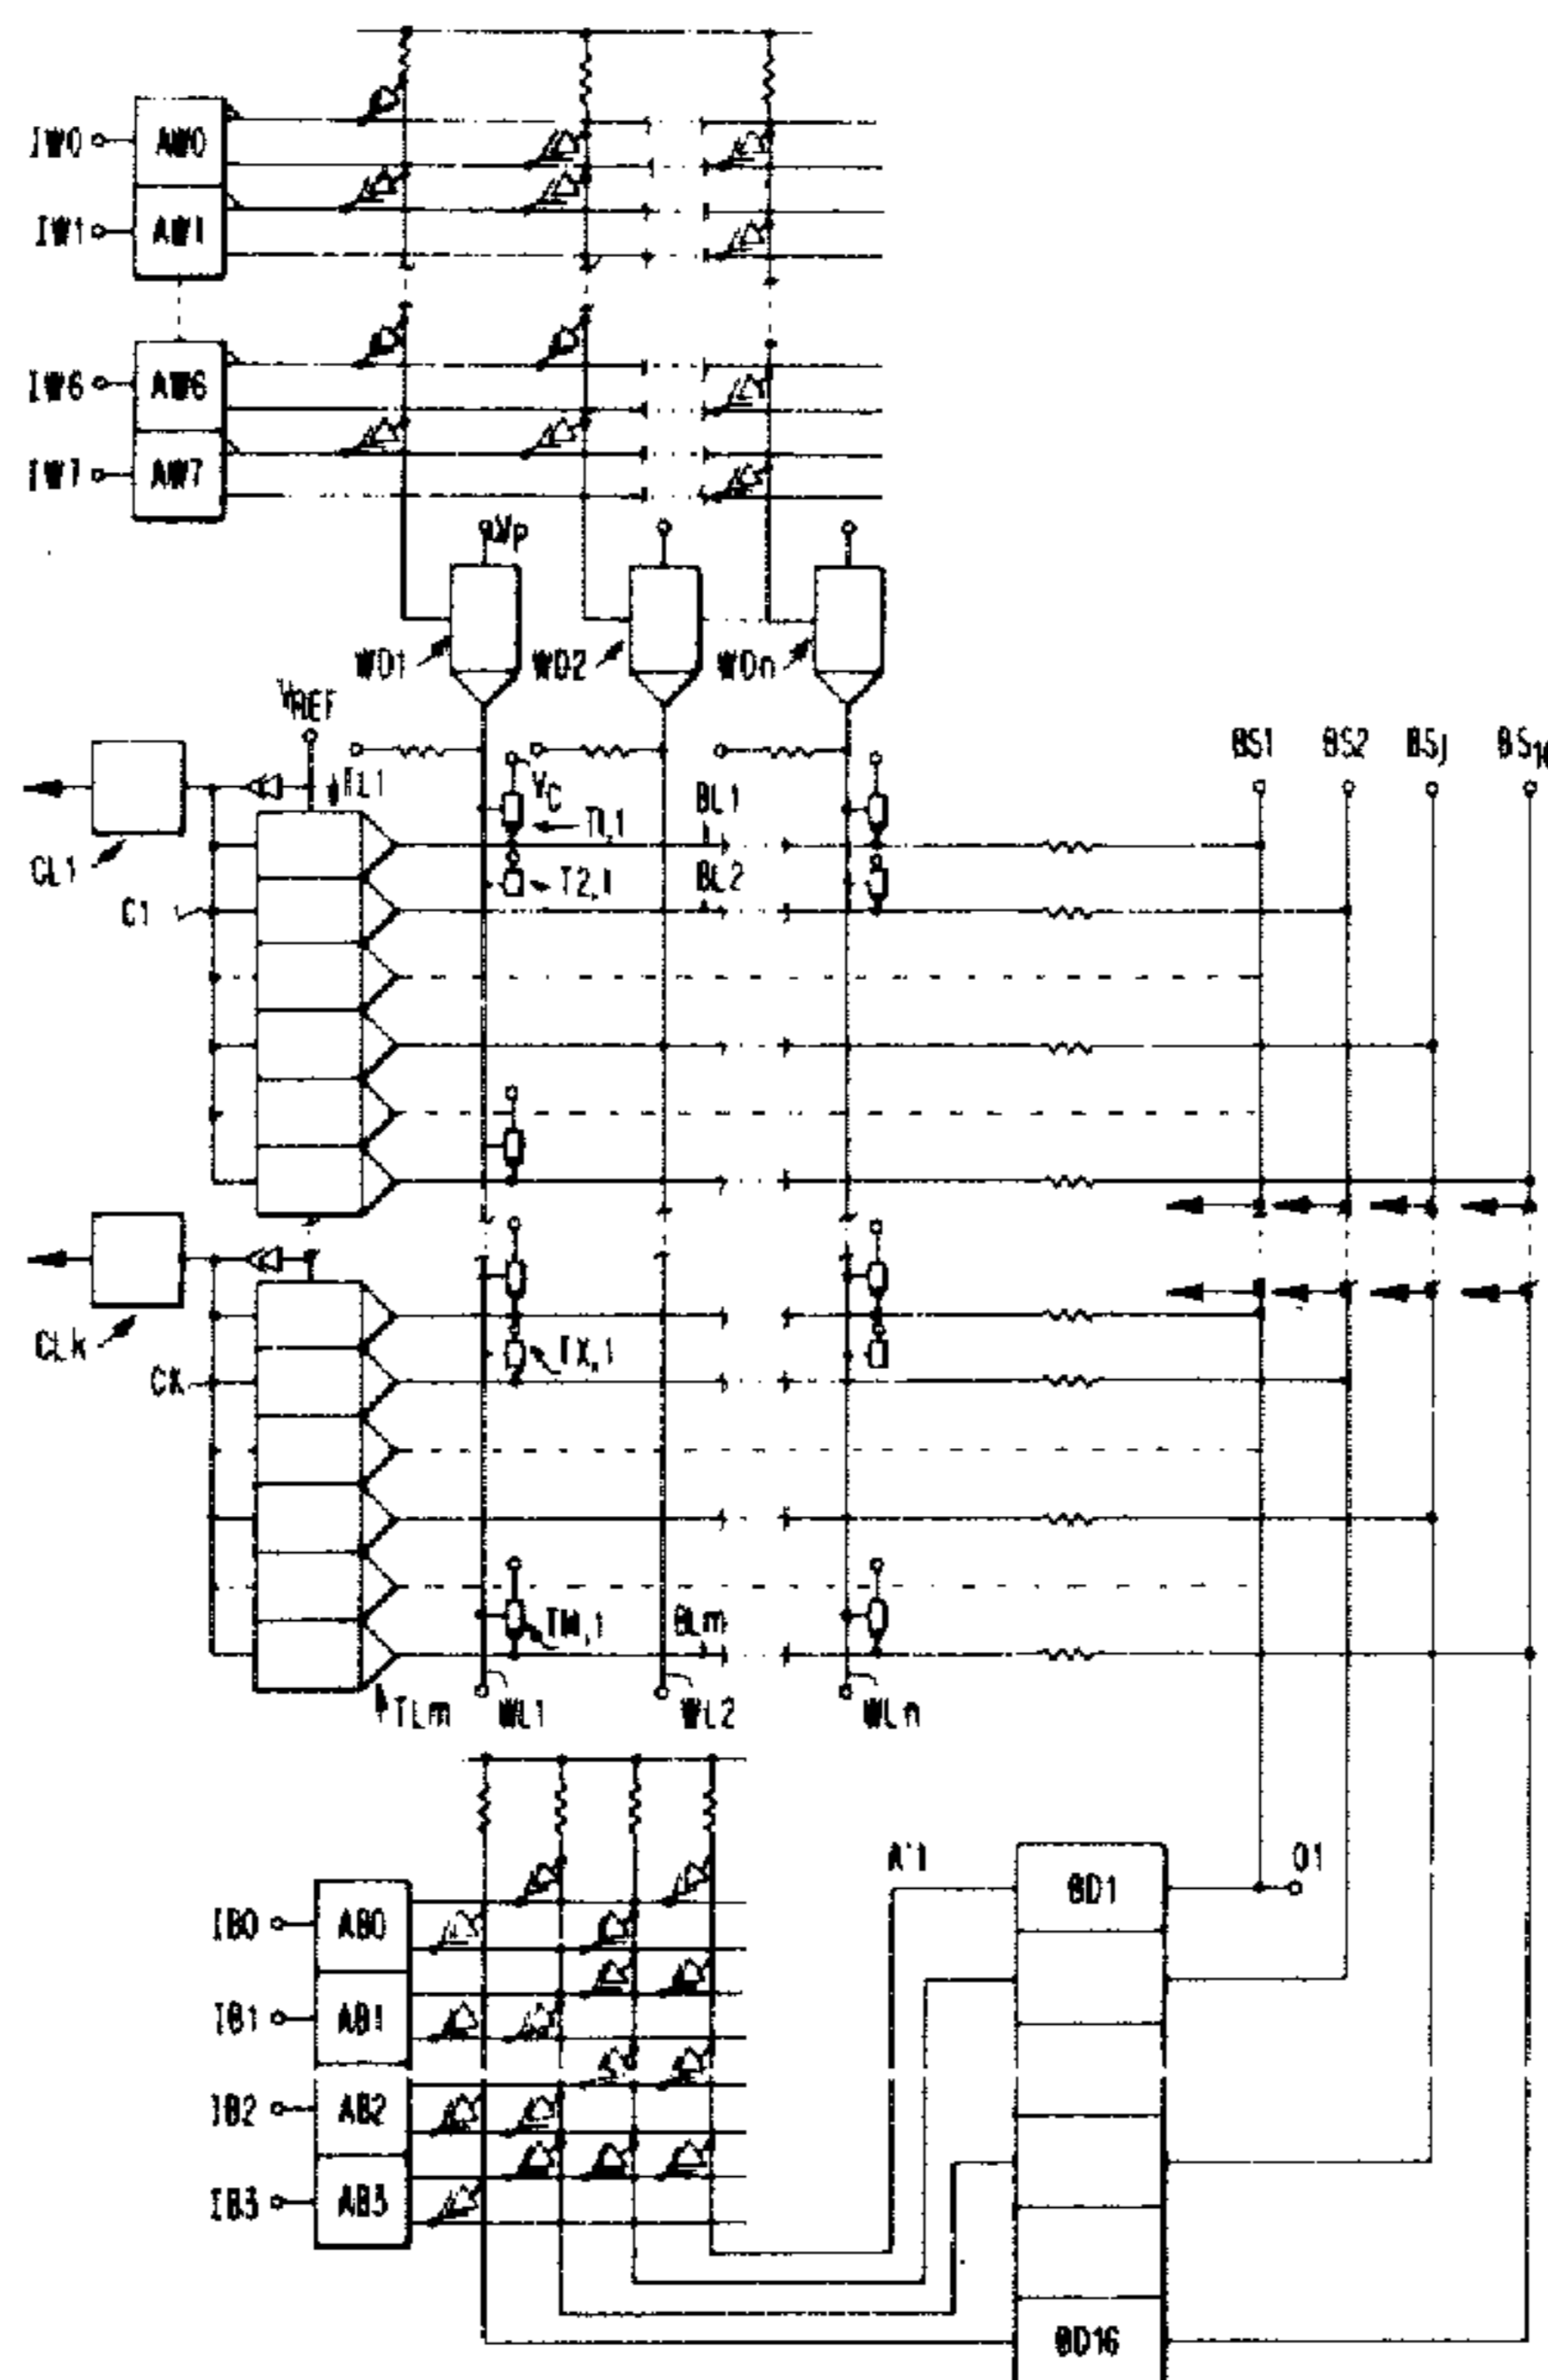 IW0 AW0
IW1 AW1
IW6 AW6
IW7 AW7
Vp
WD1 WD2 WDn
VREF
BS1 BS2 BSj BS16
TL1
VC
BL1
T1,1
CL1
T2,1
BL2
C1
CLK
TX,1
CK
TM,1
BLm
TLm WL1 WL2 WLn
A'1 BD1 O1
IB0 AB0
IB1 AB1
IB2 AB2
IB3 AB3
BD16